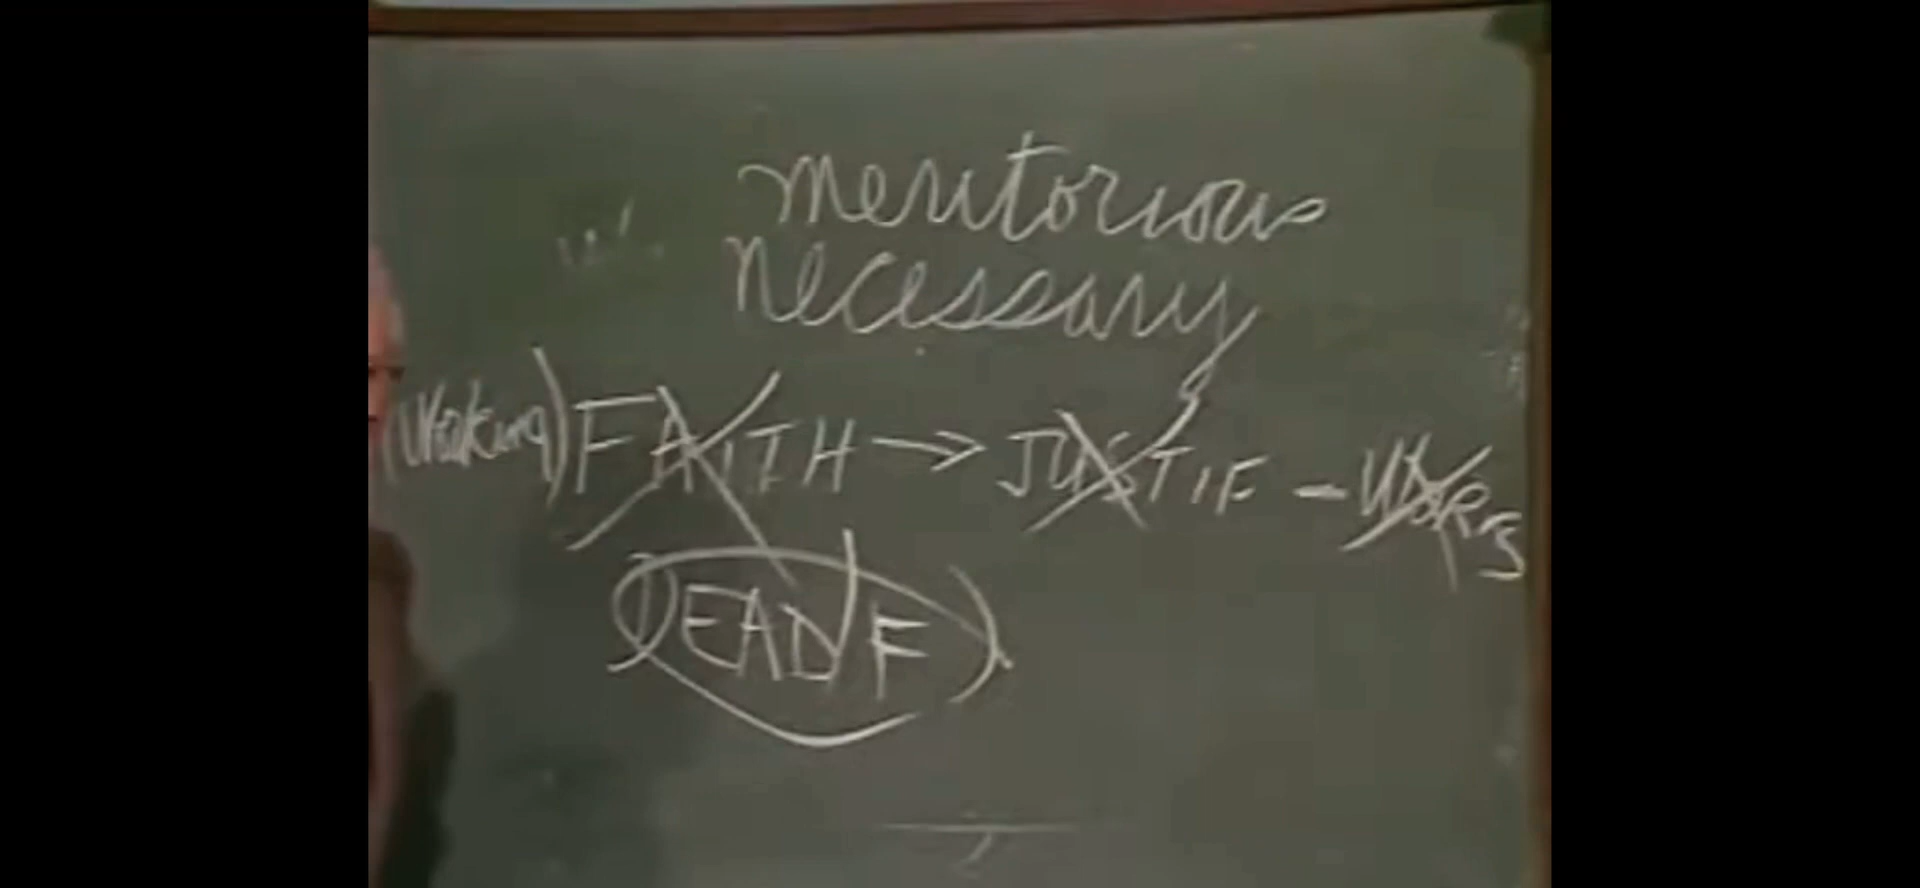 meritorious
necessary
(Working) FAITH → JUSTIF - WORKS
DEAD F